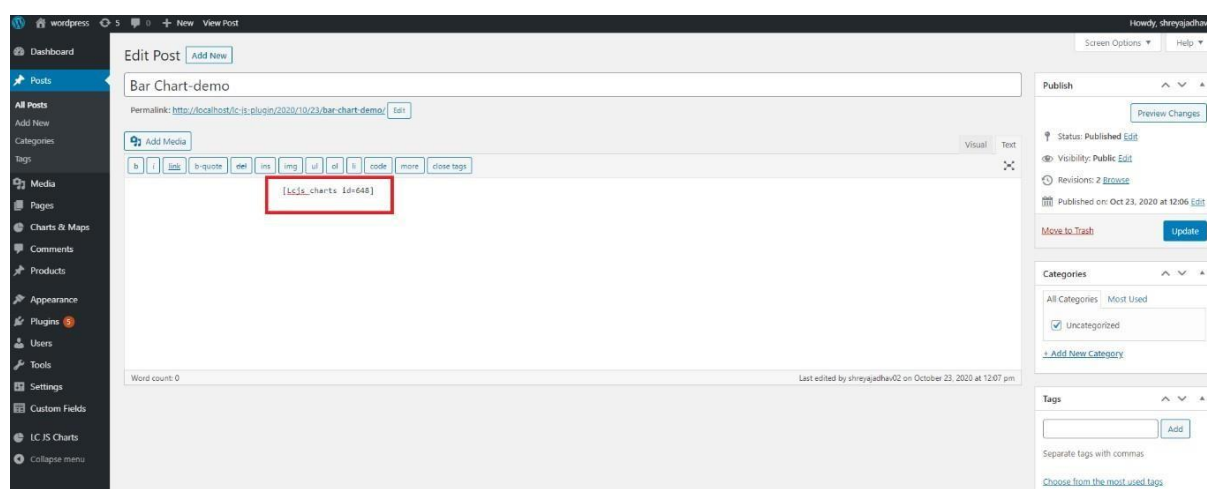 wordpress 5 0 + New View Post
Howdy, shreyajadhav
Screen Options ▼ Help ▼
Dashboard
Posts
All Posts
Add New
Categories
Tags
Media
Pages
Charts & Maps
Comments
Products
Appearance
Plugins 5
Users
Tools
Settings
Custom Fields
LC JS Charts
Collapse menu
Edit Post Add New
Bar Chart-demo
Permalink: http://localhost/lc-js-plugin/2020/10/23/bar-chart-demo/ Edit
Add Media
Visual Text
b i link b-quote del ins img ul ol li code more close tags
[Lcjs_charts id=648]
Word count: 0
Last edited by shreyajadhav02 on October 23, 2020 at 12:07 pm
Publish
Preview Changes
Status: Published Edit
Visibility: Public Edit
Revisions: 2 Browse
Published on: Oct 23, 2020 at 12:06 Edit
Move to Trash Update
Categories
All Categories Most Used
Uncategorized
+ Add New Category
Tags
Add
Separate tags with commas
Choose from the most used tags